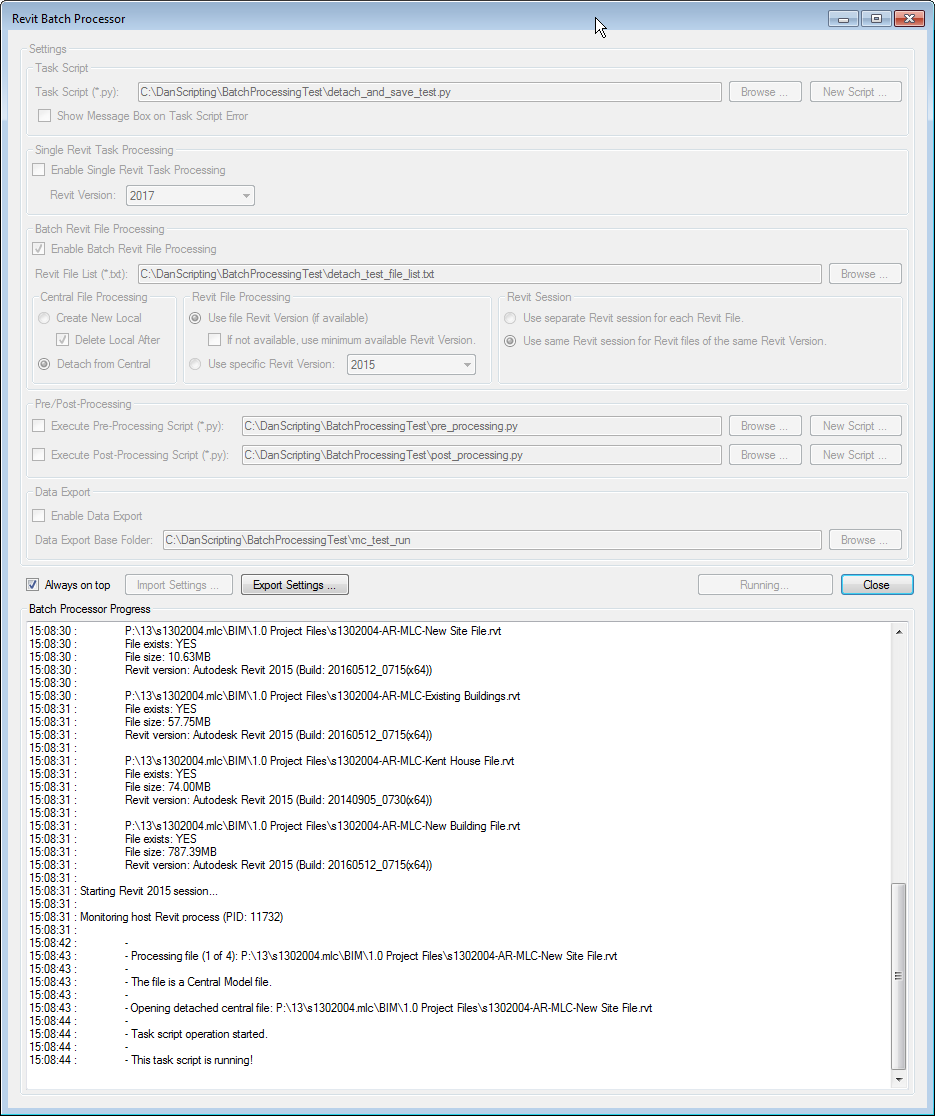 Revit Batch Processor
Settings
Task Script
Task Script (*.py): C:\DanScripting\BatchProcessingTest\detach_and_save_test.py Browse ... New Script ...
Show Message Box on Task Script Error
Single Revit Task Processing
Enable Single Revit Task Processing
Revit Version: 2017
Batch Revit File Processing
Enable Batch Revit File Processing
Revit File List (*.txt): C:\DanScripting\BatchProcessingTest\detach_test_file_list.txt Browse ...
Central File Processing Revit File Processing Revit Session
Create New Local Use file Revit Version (if available) Use separate Revit session for each Revit File.
Delete Local After If not available, use minimum available Revit Version. Use same Revit session for Revit files of the same Revit Version.
Detach from Central Use specific Revit Version: 2015
Pre/Post-Processing
Execute Pre-Processing Script (*.py): C:\DanScripting\BatchProcessingTest\pre_processing.py Browse ... New Script ...
Execute Post-Processing Script (*.py): C:\DanScripting\BatchProcessingTest\post_processing.py Browse ... New Script ...
Data Export
Enable Data Export
Data Export Base Folder: C:\DanScripting\BatchProcessingTest\mc_test_run Browse ...
Always on top Import Settings ... Export Settings ... Running... Close
Batch Processor Progress
15:08:30 : P:\13\s1302004.mlc\BIM\1.0 Project Files\s1302004-AR-MLC-New Site File.rvt
15:08:30 : File exists: YES
15:08:30 : File size: 10.63MB
15:08:30 : Revit version: Autodesk Revit 2015 (Build: 20160512_0715(x64))
15:08:30 :
15:08:30 : P:\13\s1302004.mlc\BIM\1.0 Project Files\s1302004-AR-MLC-Existing Buildings.rvt
15:08:31 : File exists: YES
15:08:31 : File size: 57.75MB
15:08:31 : Revit version: Autodesk Revit 2015 (Build: 20160512_0715(x64))
15:08:31 :
15:08:31 : P:\13\s1302004.mlc\BIM\1.0 Project Files\s1302004-AR-MLC-Kent House File.rvt
15:08:31 : File exists: YES
15:08:31 : File size: 74.00MB
15:08:31 : Revit version: Autodesk Revit 2015 (Build: 20140905_0730(x64))
15:08:31 :
15:08:31 : P:\13\s1302004.mlc\BIM\1.0 Project Files\s1302004-AR-MLC-New Building File.rvt
15:08:31 : File exists: YES
15:08:31 : File size: 787.39MB
15:08:31 : Revit version: Autodesk Revit 2015 (Build: 20160512_0715(x64))
15:08:31 :
15:08:31 : Starting Revit 2015 session...
15:08:31 :
15:08:31 : Monitoring host Revit process (PID: 11732)
15:08:31 :
15:08:42 : -
15:08:43 : - Processing file (1 of 4): P:\13\s1302004.mlc\BIM\1.0 Project Files\s1302004-AR-MLC-New Site File.rvt
15:08:43 : -
15:08:43 : - The file is a Central Model file.
15:08:43 : -
15:08:43 : - Opening detached central file: P:\13\s1302004.mlc\BIM\1.0 Project Files\s1302004-AR-MLC-New Site File.rvt
15:08:44 : -
15:08:44 : - Task script operation started.
15:08:44 : -
15:08:44 : - This task script is running!